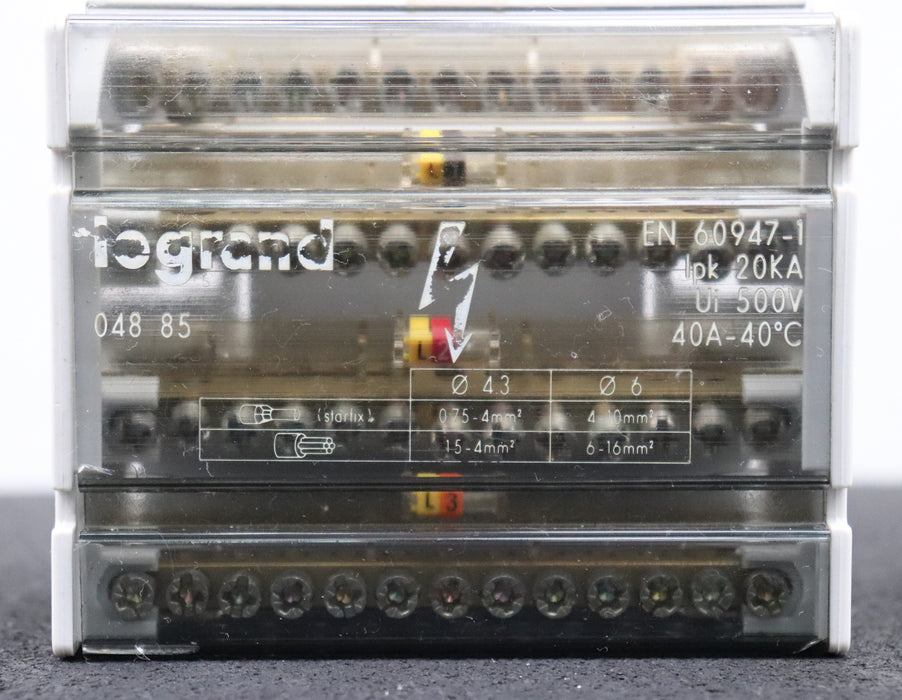 L
legrand
EN 60947-1
Ipk 20KA
Ui 500V
048 85
40A-40°C
L2
Ø 4.3 Ø 6
(starfix) 0.75-4mm² 4-10mm²
1.5-4mm² 6-16mm²
L 3